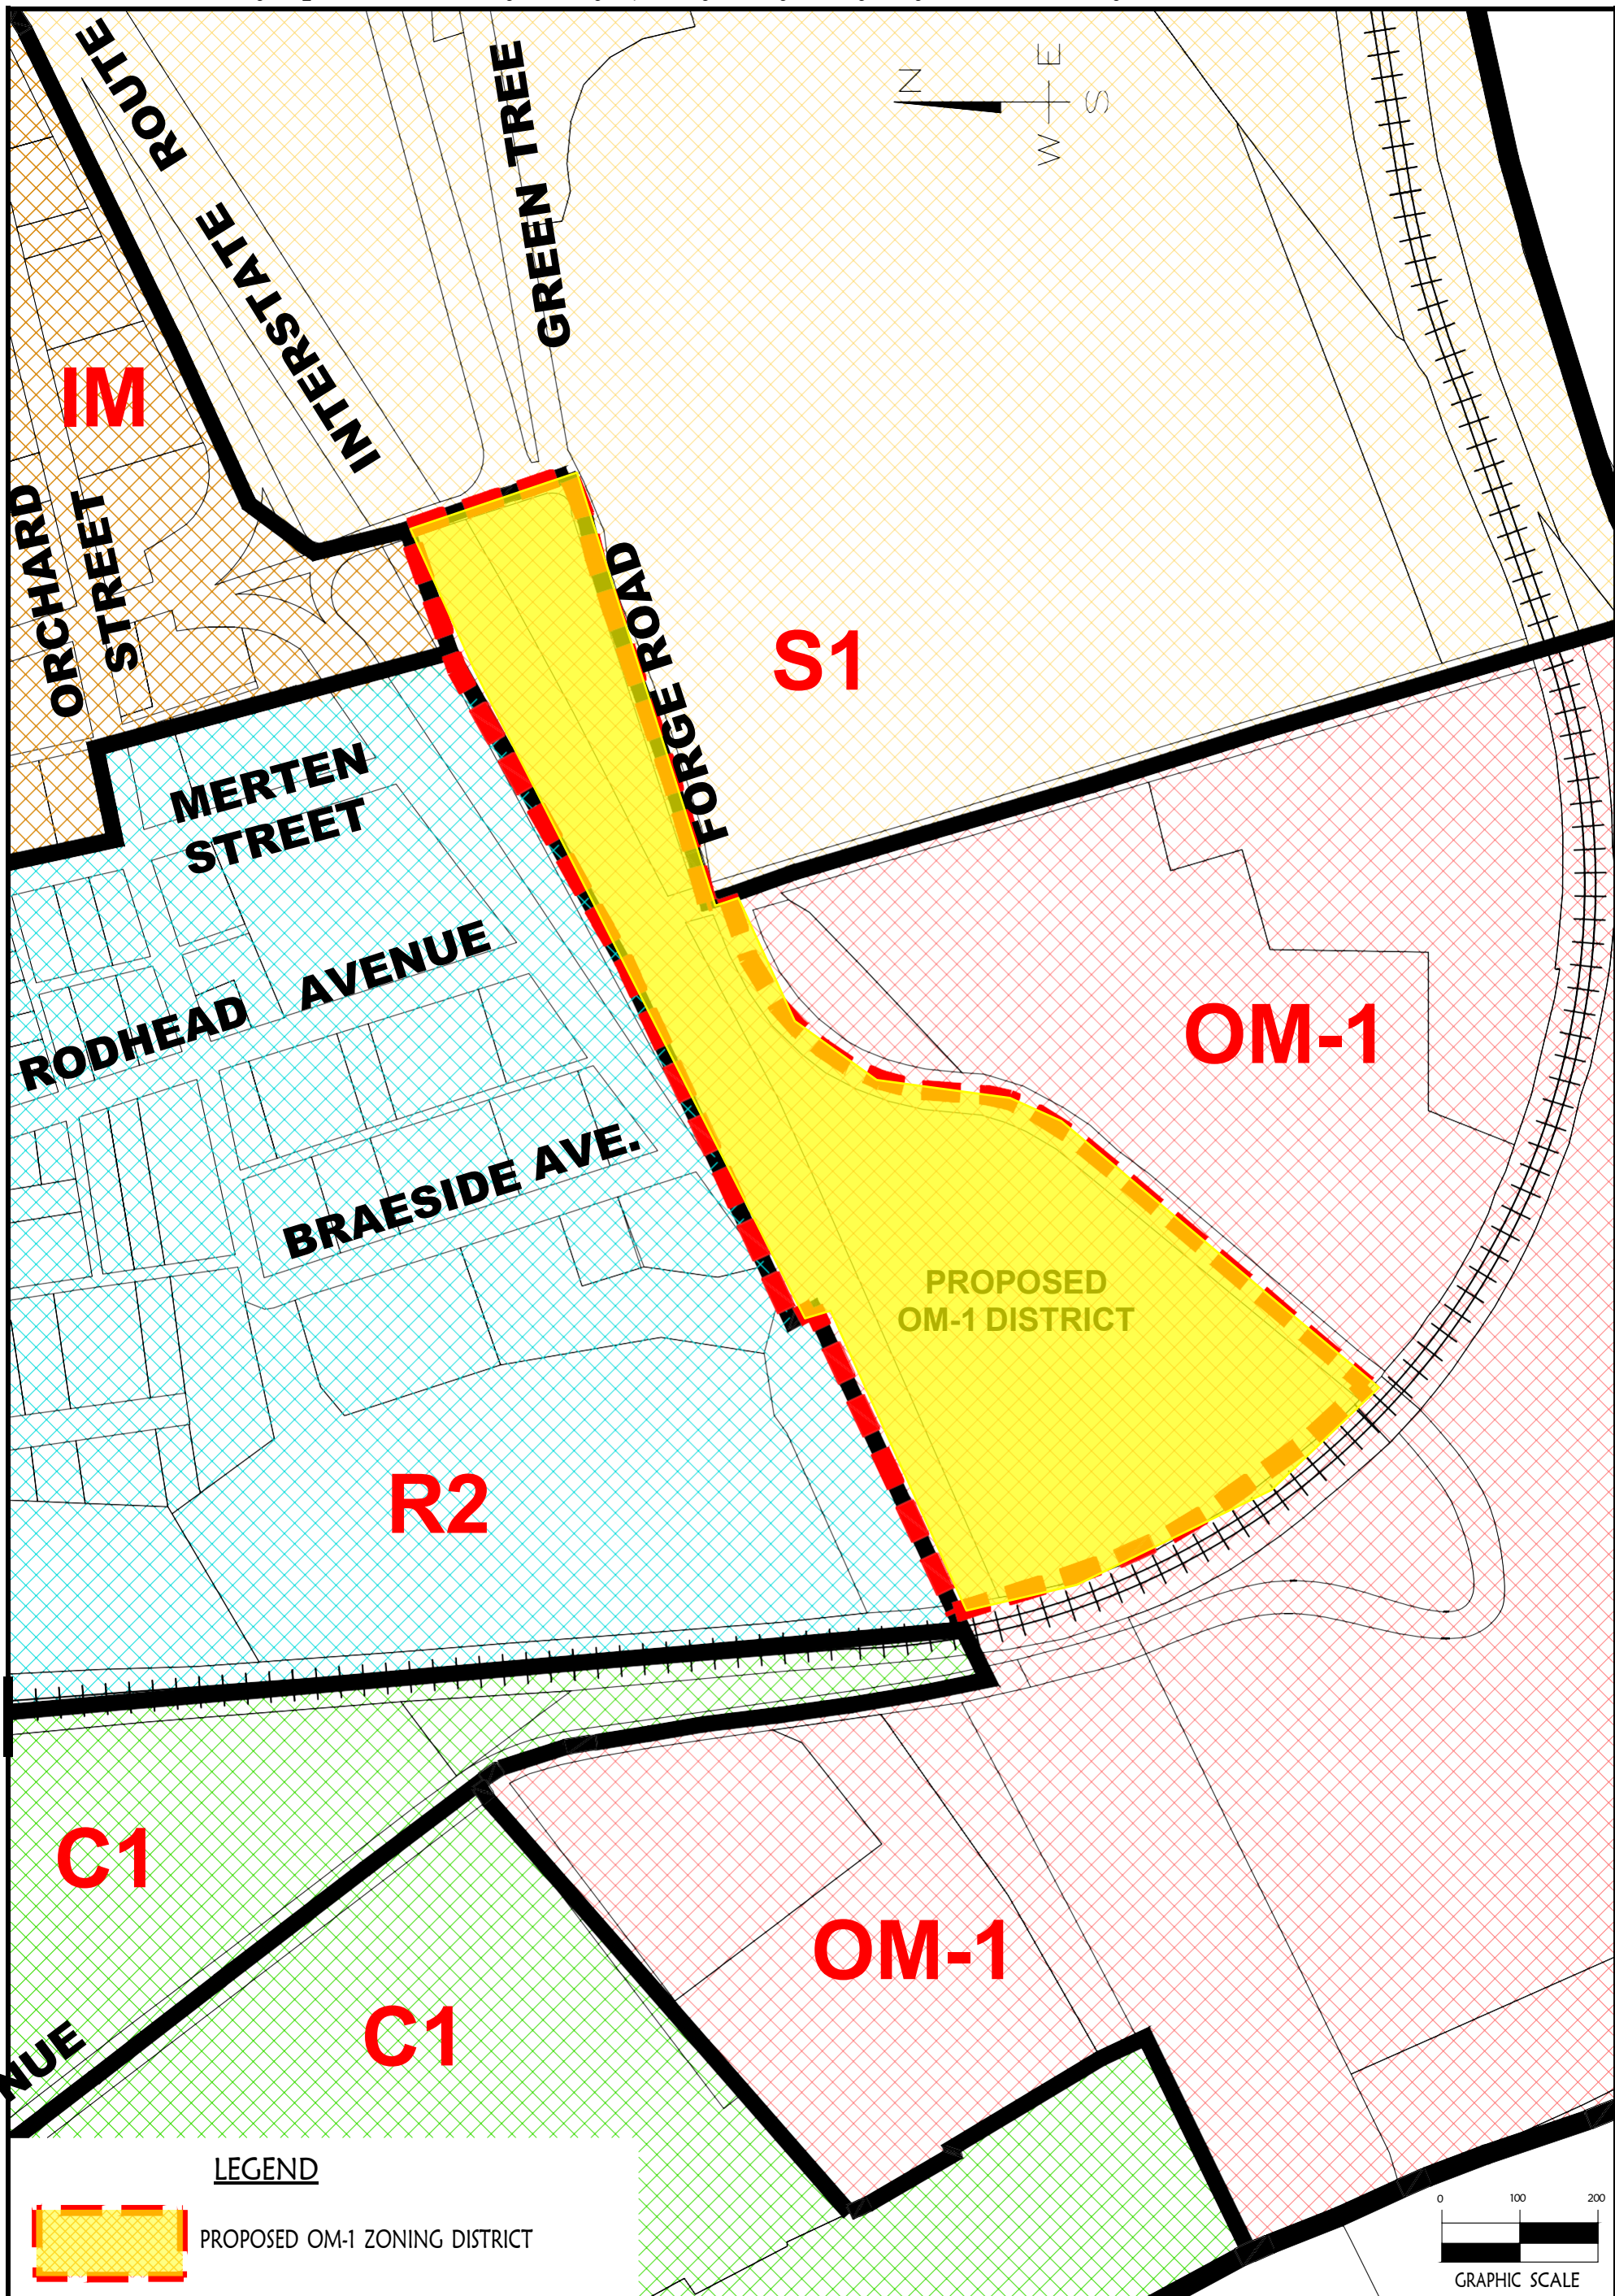 INTERSTATE ROUTE
GREEN TREE
N
E
W
S
IM
ORCHARD
STREET
FORGE ROAD
S1
MERTEN
STREET
RODHEAD AVENUE
OM-1
BRAESIDE AVE.
PROPOSED
OM-1 DISTRICT
R2
C1
OM-1
C1
NUE
LEGEND
PROPOSED OM-1 ZONING DISTRICT
0 100 200
GRAPHIC SCALE